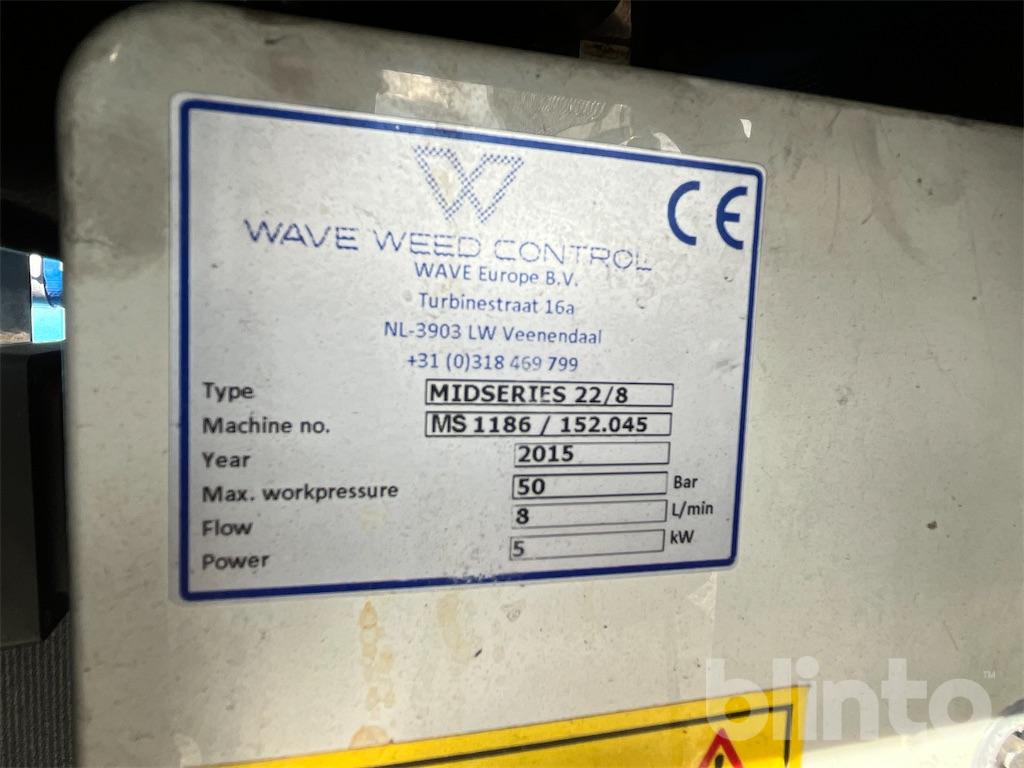 WAVE WEED CONTROL
CE
WAVE Europe B.V.
Turbinestraat 16a
NL-3903 LW Veenendaal
+31 (0)318 469 799
Type MIDSERIES 22/8
Machine no. MS 1186 / 152.045
Year 2015
Max. workpressure 50 Bar
Flow 8 L/min
Power 5 kW
blinto™